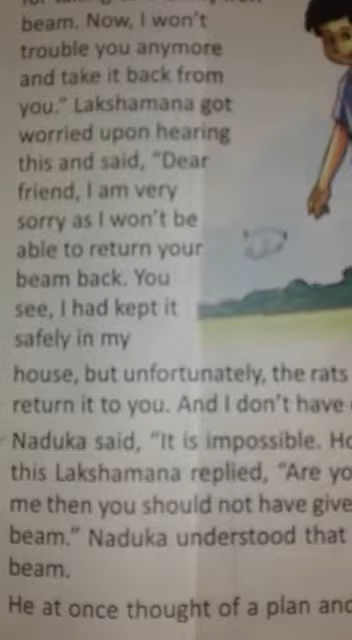 beam. Now, I won't
trouble you anymore
and take it back from
you." Lakshamana got
worried upon hearing
this and said, "Dear
friend, I am very
sorry as I won't be
able to return your
beam back. You
see, I had kept it
safely in my
house, but unfortunately, the rats
return it to you. And I don't have
Naduka said, "It is impossible.
this Lakshamana replied, "Are
me then you should not have give
beam." Naduka understood that
beam.
He at once thought of a plan and